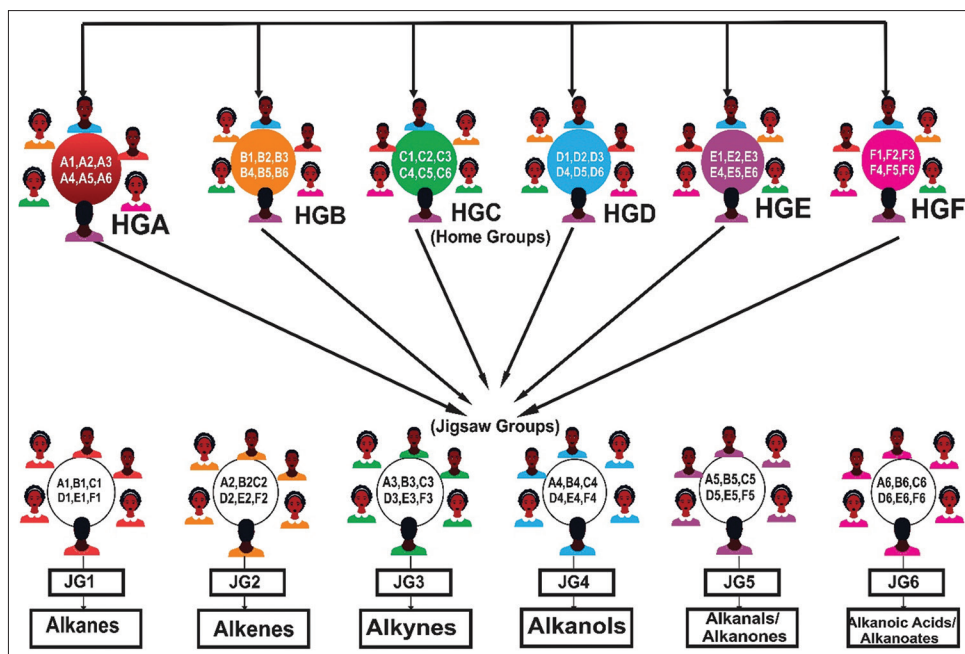 A1,A2,A3
A4,A5,A6
HGA
B1,B2,B3
B4,B5,B6
HGB
C1,C2,C3
C4,C5,C6
HGC
(Home Groups)
D1,D2,D3
D4,D5,D6
HGD
E1,E2,E3
E4,E5,E6
HGE
F1,F2,F3
F4,F5,F6
HGF
(Jigsaw Groups)
A1,B1,C1
D1,E1,F1
A2,B2C2
D2,E2,F2
A3,B3,C3
D3,E3,F3
A4,B4,C4
D4,E4,F4
A5,B5,C5
D5,E5,F5
A6,B6,C6
D6,E6,F6
JG1
JG2
JG3
JG4
JG5
JG6
Alkanes
Alkenes
Alkynes
Alkanols
Alkanals/
Alkanones
Alkanoic Acids/
Alkanoates